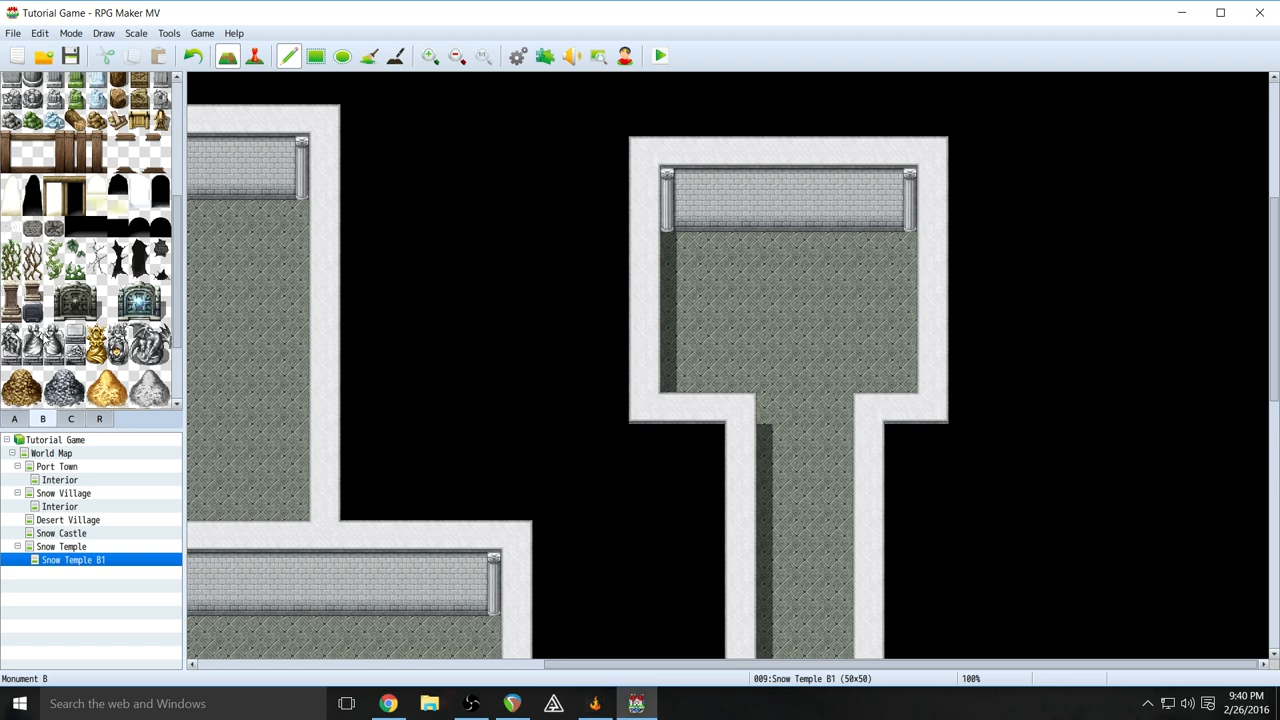 Tutorial Game - RPG Maker MV
File Edit Mode Draw Scale Tools Game Help
A B C R
Tutorial Game
World Map
Port Town
Interior
Snow Village
Interior
Desert Village
Snow Castle
Snow Temple
Snow Temple B1
Monument B
009:Snow Temple B1 (50x50)
100%
Search the web and Windows
9:40 PM
2/26/2016